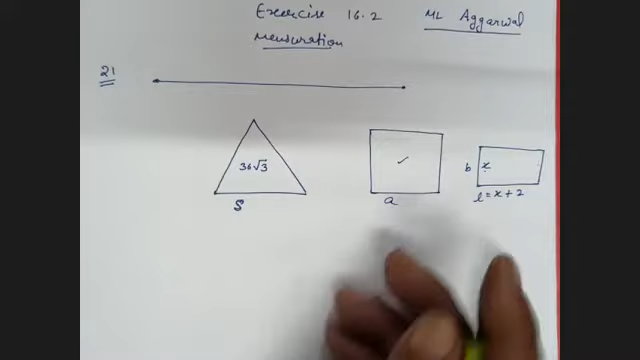 Exercise 16.2
ML Aggarwal
Mensuration
21
36√3
S
a
b
x
l = x + 2